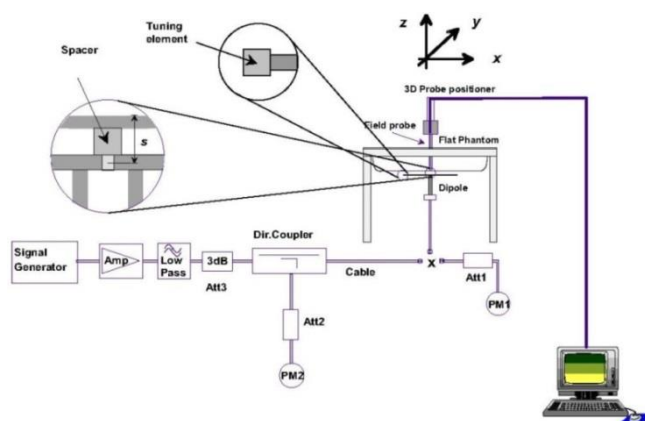 Tuning
element
Spacer
z
y
x
3D Probe positioner
Field probe
Flat Phantom
s
Dipole
Dir.Coupler
Signal
Generator
Amp
Low
Pass
3dB
Att3
Cable
x
Att1
PM1
Att2
PM2